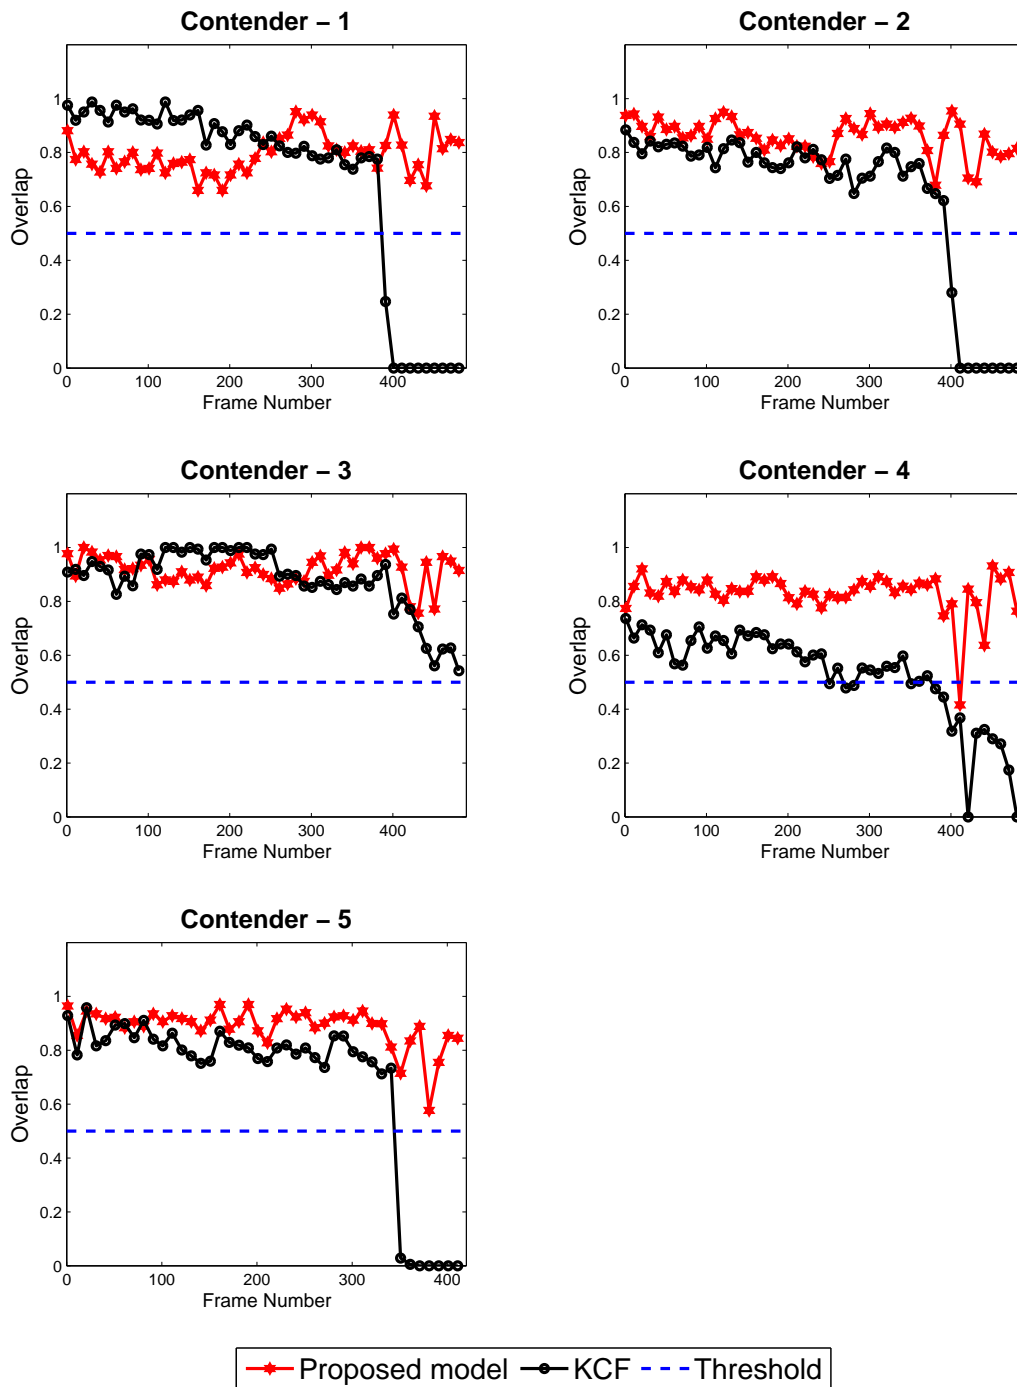 Contender – 1
Overlap
1
0.8
0.6
0.4
0.2
0
0 100 200 300 400
Frame Number
Contender – 2
Overlap
1
0.8
0.6
0.4
0.2
0
0 100 200 300 400
Frame Number
Contender – 3
Overlap
1
0.8
0.6
0.4
0.2
0
0 100 200 300 400
Frame Number
Contender – 4
Overlap
1
0.8
0.6
0.4
0.2
0
0 100 200 300 400
Frame Number
Contender – 5
Overlap
1
0.8
0.6
0.4
0.2
0
0 100 200 300 400
Frame Number
Proposed model KCF Threshold